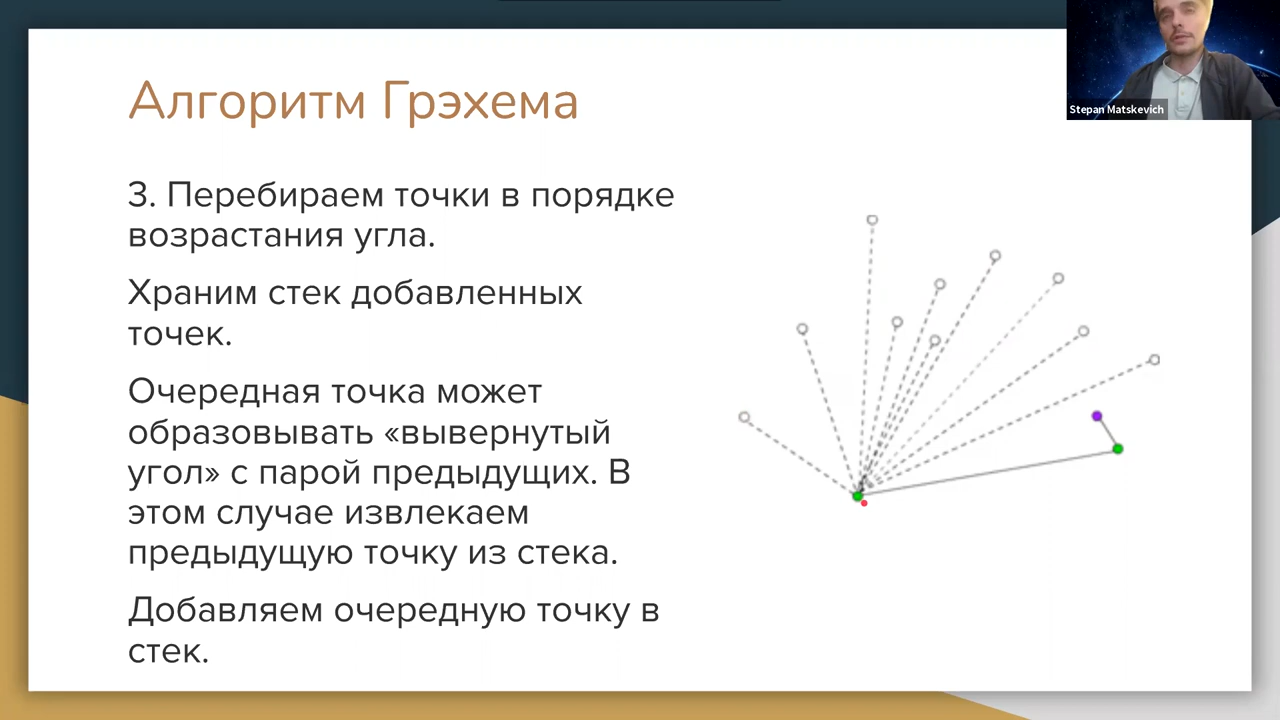 Алгоритм Грэхема
Stepan Matskevich
3. Перебираем точки в порядке
возрастания угла.
Храним стек добавленных
точек.
Очередная точка может
образовывать «вывернутый
угол» с парой предыдущих. В
этом случае извлекаем
предыдущую точку из стека.
Добавляем очередную точку в
стек.